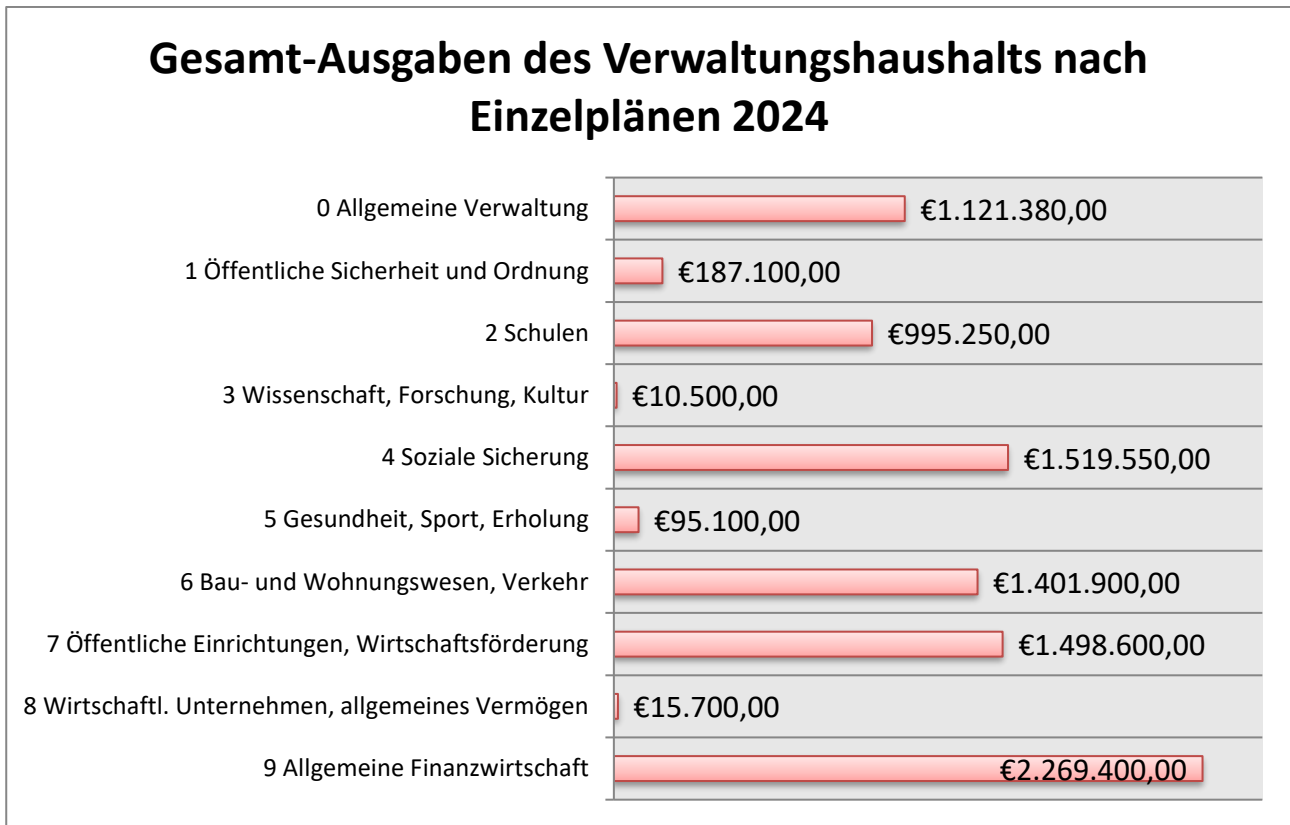 Gesamt-Ausgaben des Verwaltungshaushalts nach
Einzelplänen 2024
0 Allgemeine Verwaltung €1.121.380,00
1 Öffentliche Sicherheit und Ordnung €187.100,00
2 Schulen €995.250,00
3 Wissenschaft, Forschung, Kultur €10.500,00
4 Soziale Sicherung €1.519.550,00
5 Gesundheit, Sport, Erholung €95.100,00
6 Bau- und Wohnungswesen, Verkehr €1.401.900,00
7 Öffentliche Einrichtungen, Wirtschaftsförderung €1.498.600,00
8 Wirtschaftl. Unternehmen, allgemeines Vermögen €15.700,00
9 Allgemeine Finanzwirtschaft €2.269.400,00